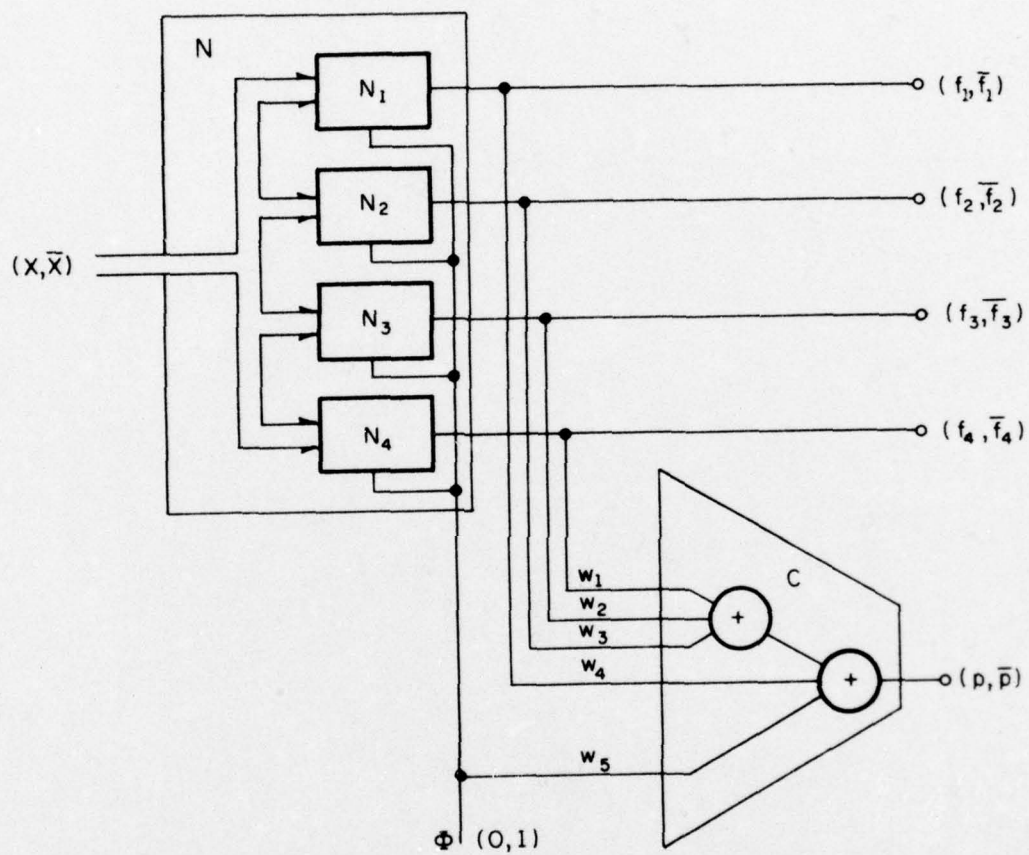 N
N₁
(f₁, f̄₁)
N₂
(f₂, f̄₂)
(X, X̄)
N₃
(f₃, f̄₃)
N₄
(f₄, f̄₄)
C
w₁
+
w₂
w₃
w₄
+
(p, p̄)
w₅
Φ (0,1)